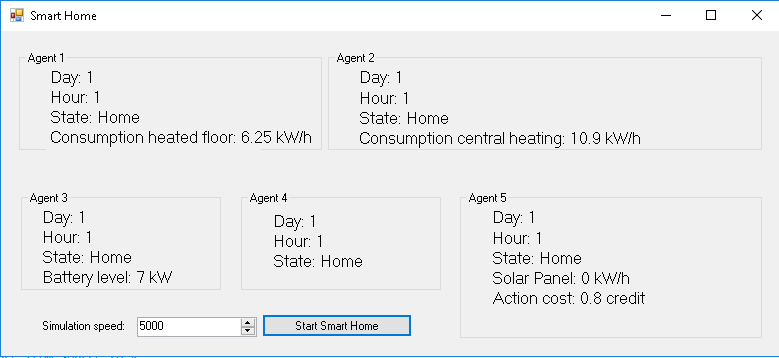 Smart Home
Agent 1
Day: 1
Hour: 1
State: Home
Consumption heated floor: 6.25 kW/h
Agent 2
Day: 1
Hour: 1
State: Home
Consumption central heating: 10.9 kW/h
Agent 3
Day: 1
Hour: 1
State: Home
Battery level: 7 kW
Agent 4
Day: 1
Hour: 1
State: Home
Agent 5
Day: 1
Hour: 1
State: Home
Solar Panel: 0 kW/h
Action cost: 0.8 credit
Simulation speed: 5000 Start Smart Home